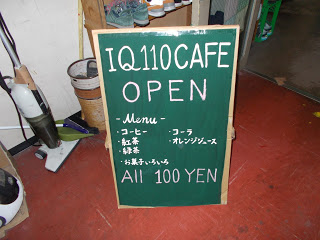 IQ110CAFE
OPEN
- Menu -
・コーヒー ・コーラ
・紅茶 ・オレンジジュース
・緑茶
・お菓子いろいろ
All 100 YEN